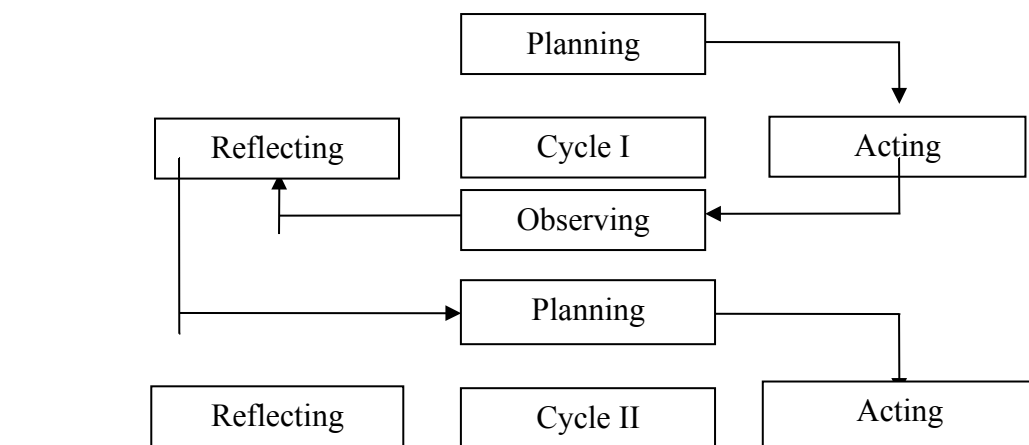 Planning
Reflecting
Cycle I
Acting
Observing
Planning
Reflecting
Cycle II
Acting